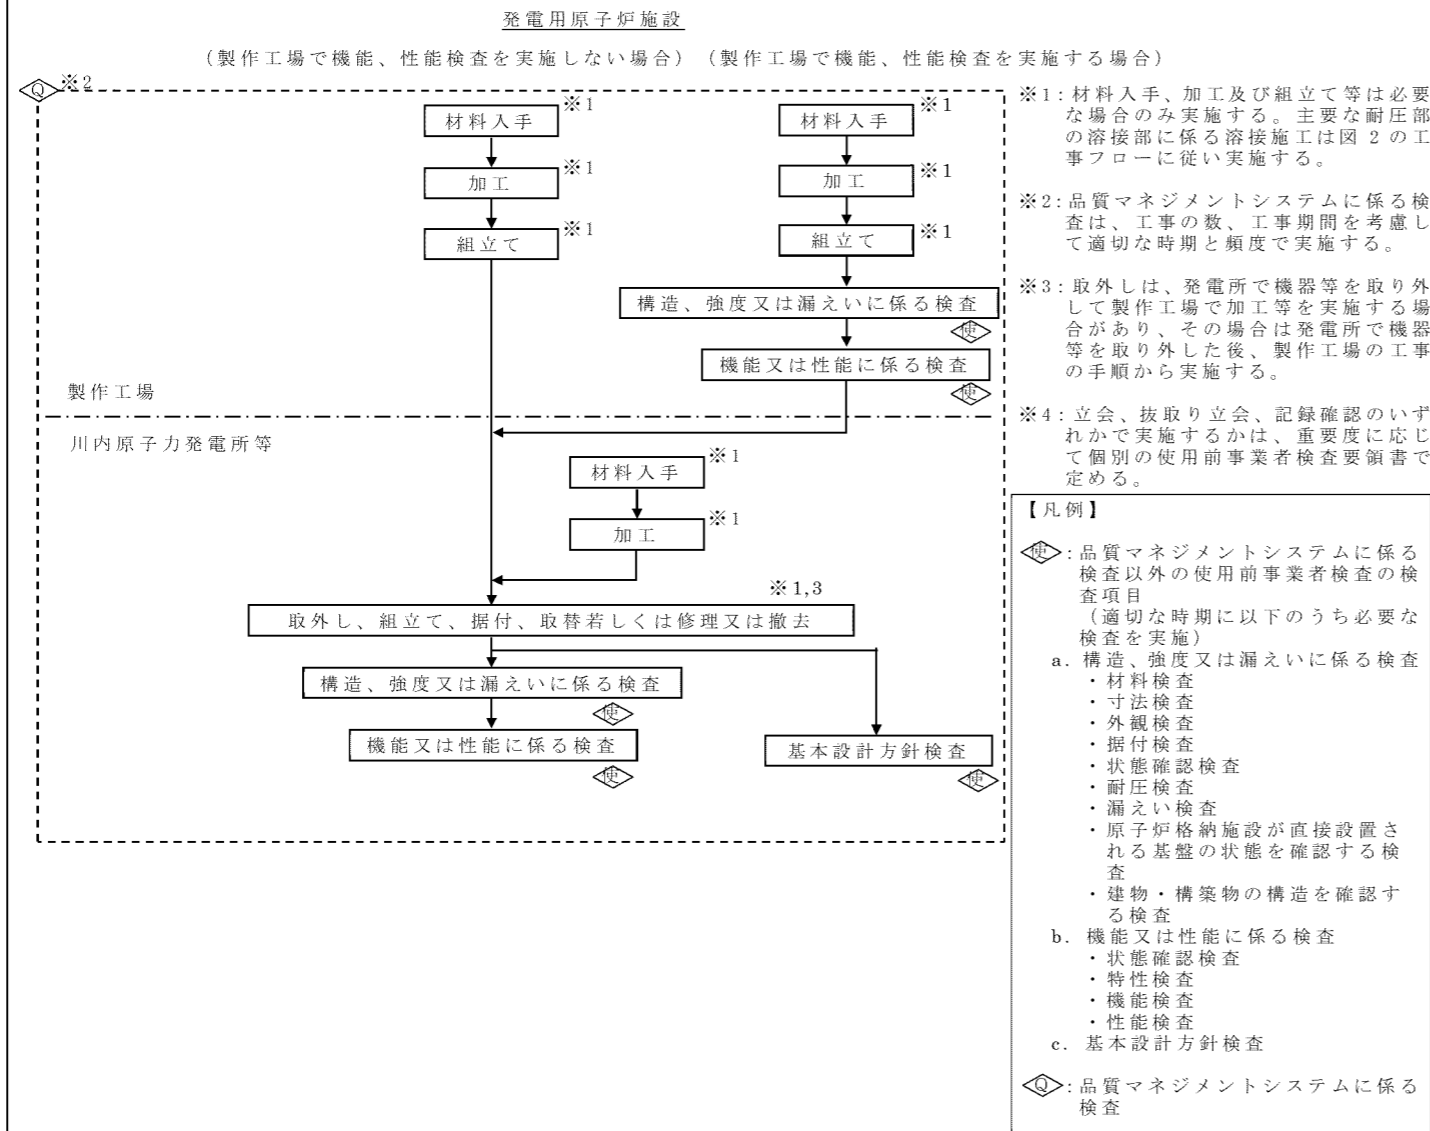 発電用原子炉施設
(製作工場で機能、性能検査を実施しない場合) (製作工場で機能、性能検査を実施する場合)
Q ※2
材料入手 ※1
加工 ※1
組立て ※1
材料入手 ※1
加工 ※1
組立て ※1
構造、強度又は漏えいに係る検査
使
機能又は性能に係る検査
使
製作工場
川内原子力発電所等
材料入手 ※1
加工 ※1
※1,3
取外し、組立て、据付、取替若しくは修理又は撤去
構造、強度又は漏えいに係る検査
使
機能又は性能に係る検査
使
基本設計方針検査
使
※1:材料入手、加工及び組立て等は必要
な場合のみ実施する。主要な耐圧部
の溶接部に係る溶接施工は図 2 の工
事フローに従い実施する。
※2:品質マネジメントシステムに係る検
査は、工事の数、工事期間を考慮し
て適切な時期と頻度で実施する。
※3:取外しは、発電所で機器等を取り外
して製作工場で加工等を実施する場
合があり、その場合は発電所で機器
等を取り外した後、製作工場の工事
の手順から実施する。
※4:立会、抜取り立会、記録確認のいず
れかで実施するかは、重要度に応じ
て個別の使用前事業者検査要領書で
定める。
【凡例】
使:品質マネジメントシステムに係る
検査以外の使用前事業者検査の検
査項目
(適切な時期に以下のうち必要な
検査を実施)
a. 構造、強度又は漏えいに係る検査
・材料検査
・寸法検査
・外観検査
・据付検査
・状態確認検査
・耐圧検査
・漏えい検査
・原子炉格納施設が直接設置さ
れる基盤の状態を確認する検
査
・建物・構築物の構造を確認す
る検査
b. 機能又は性能に係る検査
・状態確認検査
・特性検査
・機能検査
・性能検査
c. 基本設計方針検査
Q:品質マネジメントシステムに係る
検査